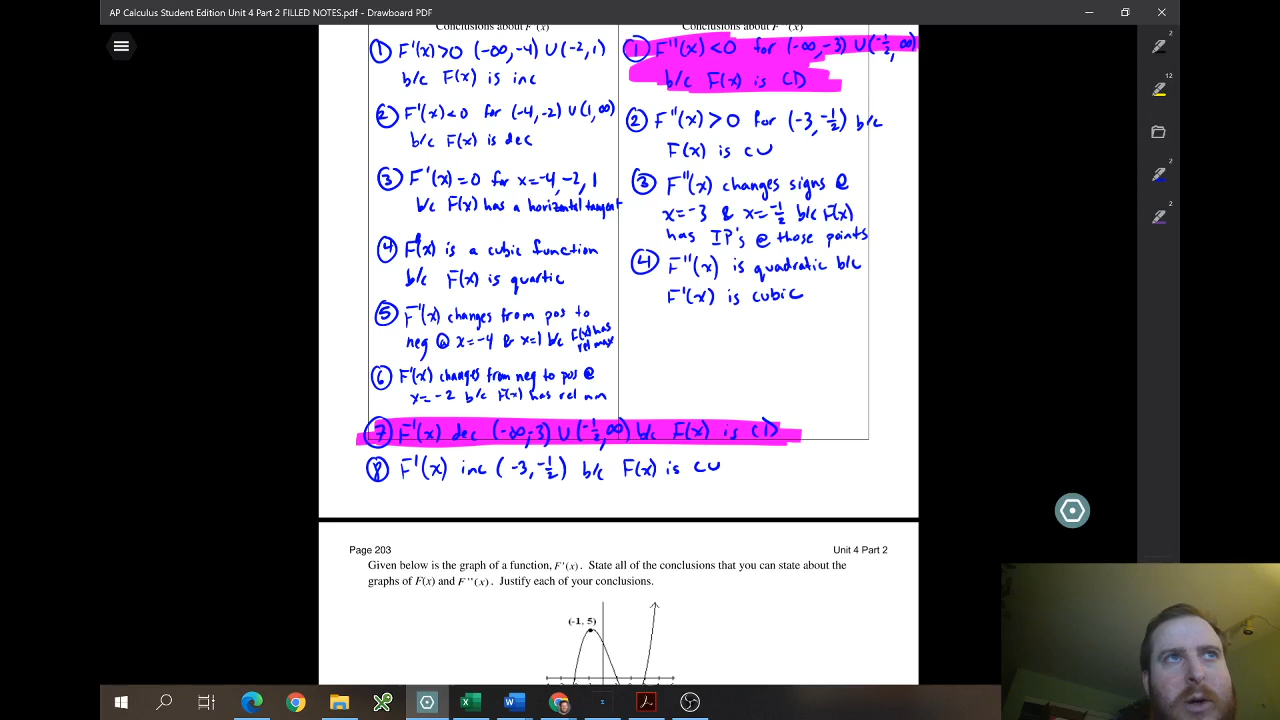 AP Calculus Student Edition Unit 4 Part 2 FILLED NOTES.pdf - Drawboard PDF
Conclusions about F'(x)
① F'(x)>0 (-∞,-4) ∪ (-2,1)
b/c F(x) is inc
② F'(x)<0 for (-4,-2) ∪ (1,∞)
b/c F(x) is dec
③ F'(x)=0 for x=-4,-2,1
b/c F(x) has a horizontal tangent
④ F'(x) is a cubic function
b/c F(x) is quartic
⑤ F'(x) changes from pos to
neg @ x=-4 & x=1 b/c F(x) has
rel max
⑥ F'(x) changes from neg to pos @
x=-2 b/c F(x) has rel min
⑦ F'(x) dec (-∞,-3) ∪ (-1/2,∞) b/c F(x) is CD
⑧ F'(x) inc (-3,-1/2) b/c F(x) is CU
Conclusions about F''(x)
① F''(x)<0 for (-∞,-3) ∪ (-1/2,∞)
b/c F(x) is CD
② F''(x)>0 for (-3,-1/2) b/c
F(x) is CU
③ F''(x) changes signs @
x=-3 & x=-1/2 b/c F(x)
has IP's @ those points
④ F''(x) is quadratic b/c
F'(x) is cubic
Page 203
Unit 4 Part 2
Given below is the graph of a function, F'(x). State all of the conclusions that you can state about the
graphs of F(x) and F''(x). Justify each of your conclusions.
(-1, 5)